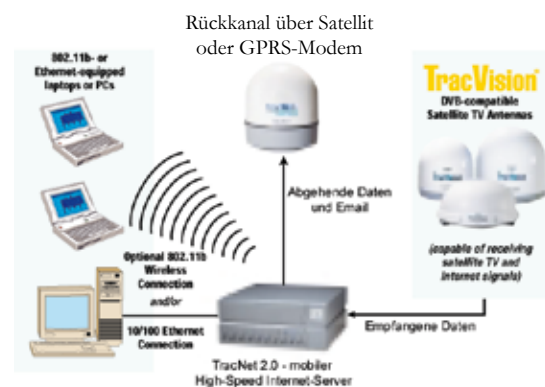 Rückkanal über Satellit
oder GPRS-Modem
802.11b- or
Ethernet-equipped
laptops or PCs
TracVision
DVB-compatible
Satellite TV Antennas
Abgehende Daten
und Email
(capable of receiving
satellite TV and
internet signals)
Optional 802.11b
Wireless
Connection
and/or
10/100 Ethernet
Connection
Empfangene Daten
TracNet 2.0 - mobiler
High-Speed Internet-Server